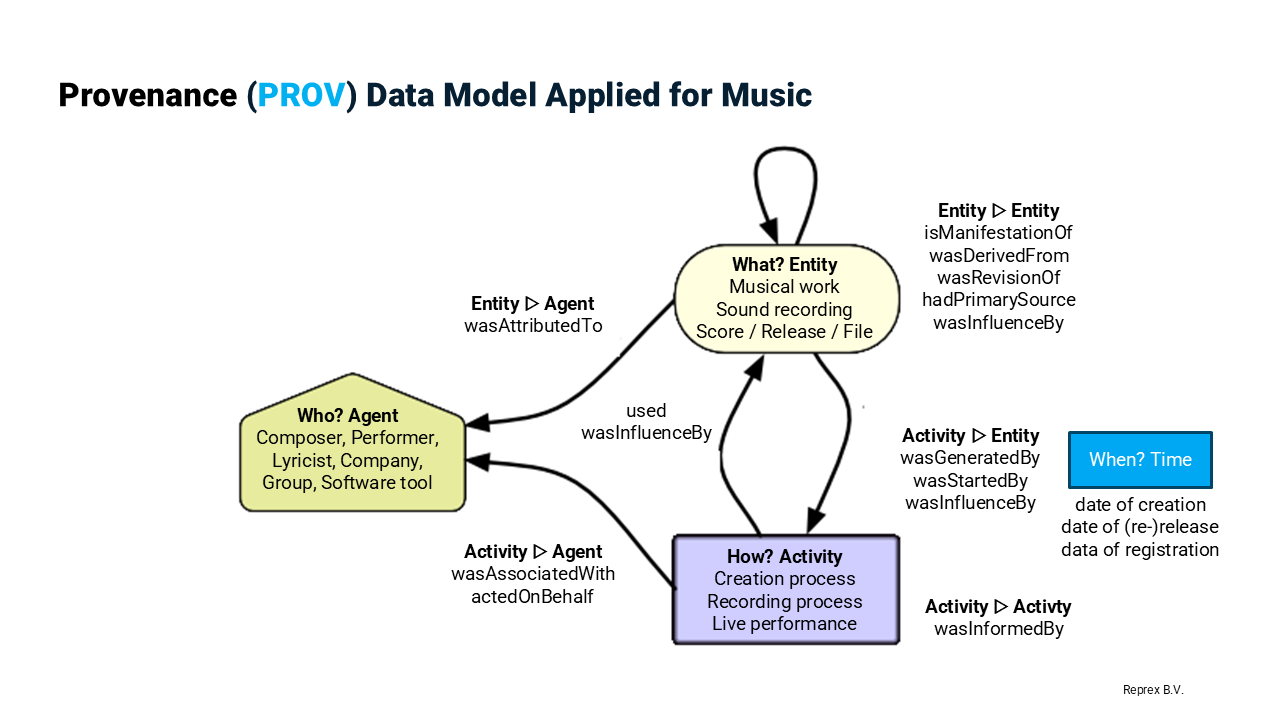 Provenance (PROV) Data Model Applied for Music
Entity ▷ Entity
isManifestationOf
wasDerivedFrom
wasRevisionOf
hadPrimarySource
wasInfluenceBy
What? Entity
Musical work
Sound recording
Score / Release / File
Entity ▷ Agent
wasAttributedTo
Who? Agent
Composer, Performer,
Lyricist, Company,
Group, Software tool
used
wasInfluenceBy
Activity ▷ Entity
wasGeneratedBy
wasStartedBy
wasInfluenceBy
When? Time
date of creation
date of (re-)release
data of registration
Activity ▷ Agent
wasAssociatedWith
actedOnBehalf
How? Activity
Creation process
Recording process
Live performance
Activity ▷ Activty
wasInformedBy
Reprex B.V.